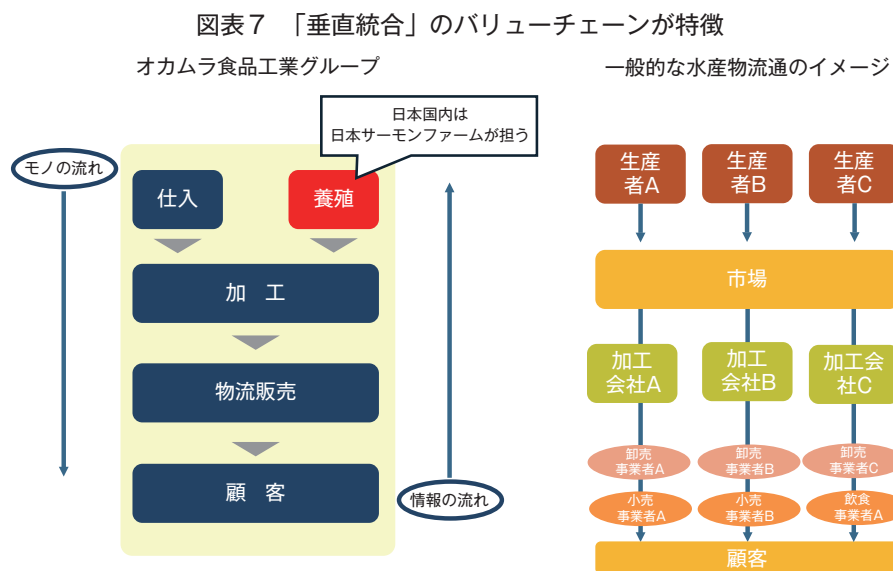 図表７　「垂直統合」のバリューチェーンが特徴
オカムラ食品工業グループ
一般的な水産物流通のイメージ
日本国内は
日本サーモンファームが担う
モノの流れ
仕入
養殖
加　工
物流販売
顧　客
情報の流れ
生産
者A
生産
者B
生産
者C
市場
加工
会社A
加工
会社B
加工会
社C
卸売
事業者A
卸売
事業者B
卸売
事業者C
小売
事業者A
小売
事業者B
飲食
事業者A
顧客